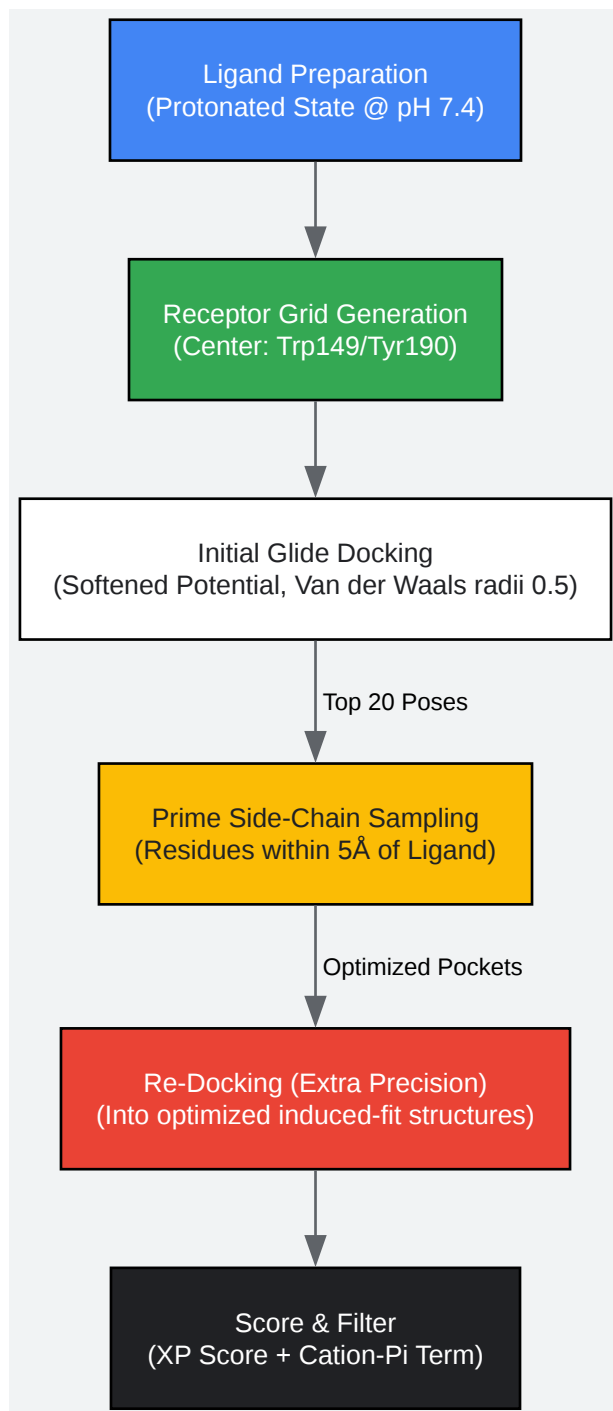 Ligand Preparation
(Protonated State @ pH 7.4)
Receptor Grid Generation
(Center: Trp149/Tyr190)
Initial Glide Docking
(Softened Potential, Van der Waals radii 0.5)
Top 20 Poses
Prime Side-Chain Sampling
(Residues within 5Å of Ligand)
Optimized Pockets
Re-Docking (Extra Precision)
(Into optimized induced-fit structures)
Score & Filter
(XP Score + Cation-Pi Term)